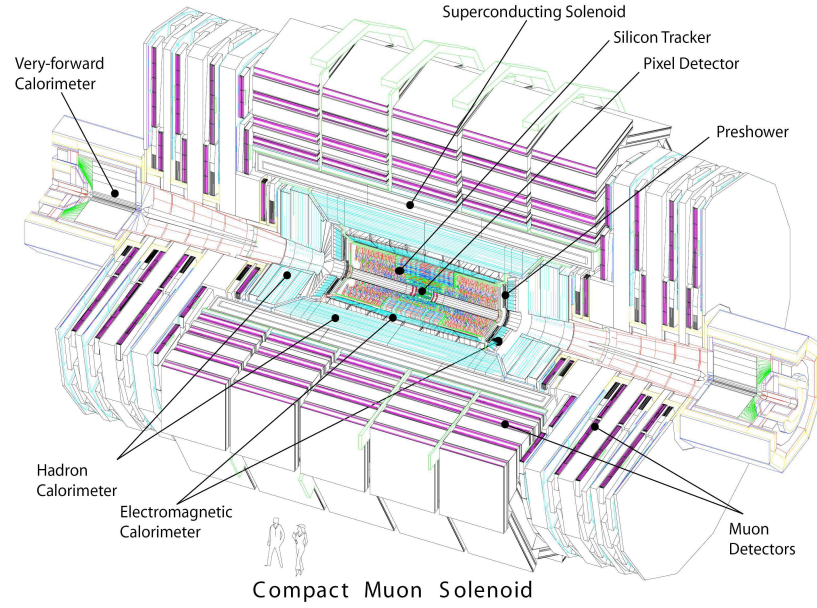 Superconducting Solenoid
Silicon Tracker
Pixel Detector
Very-forward
Calorimeter
Preshower
Hadron
Calorimeter
Electromagnetic
Calorimeter
Muon
Detectors
Compact Muon Solenoid